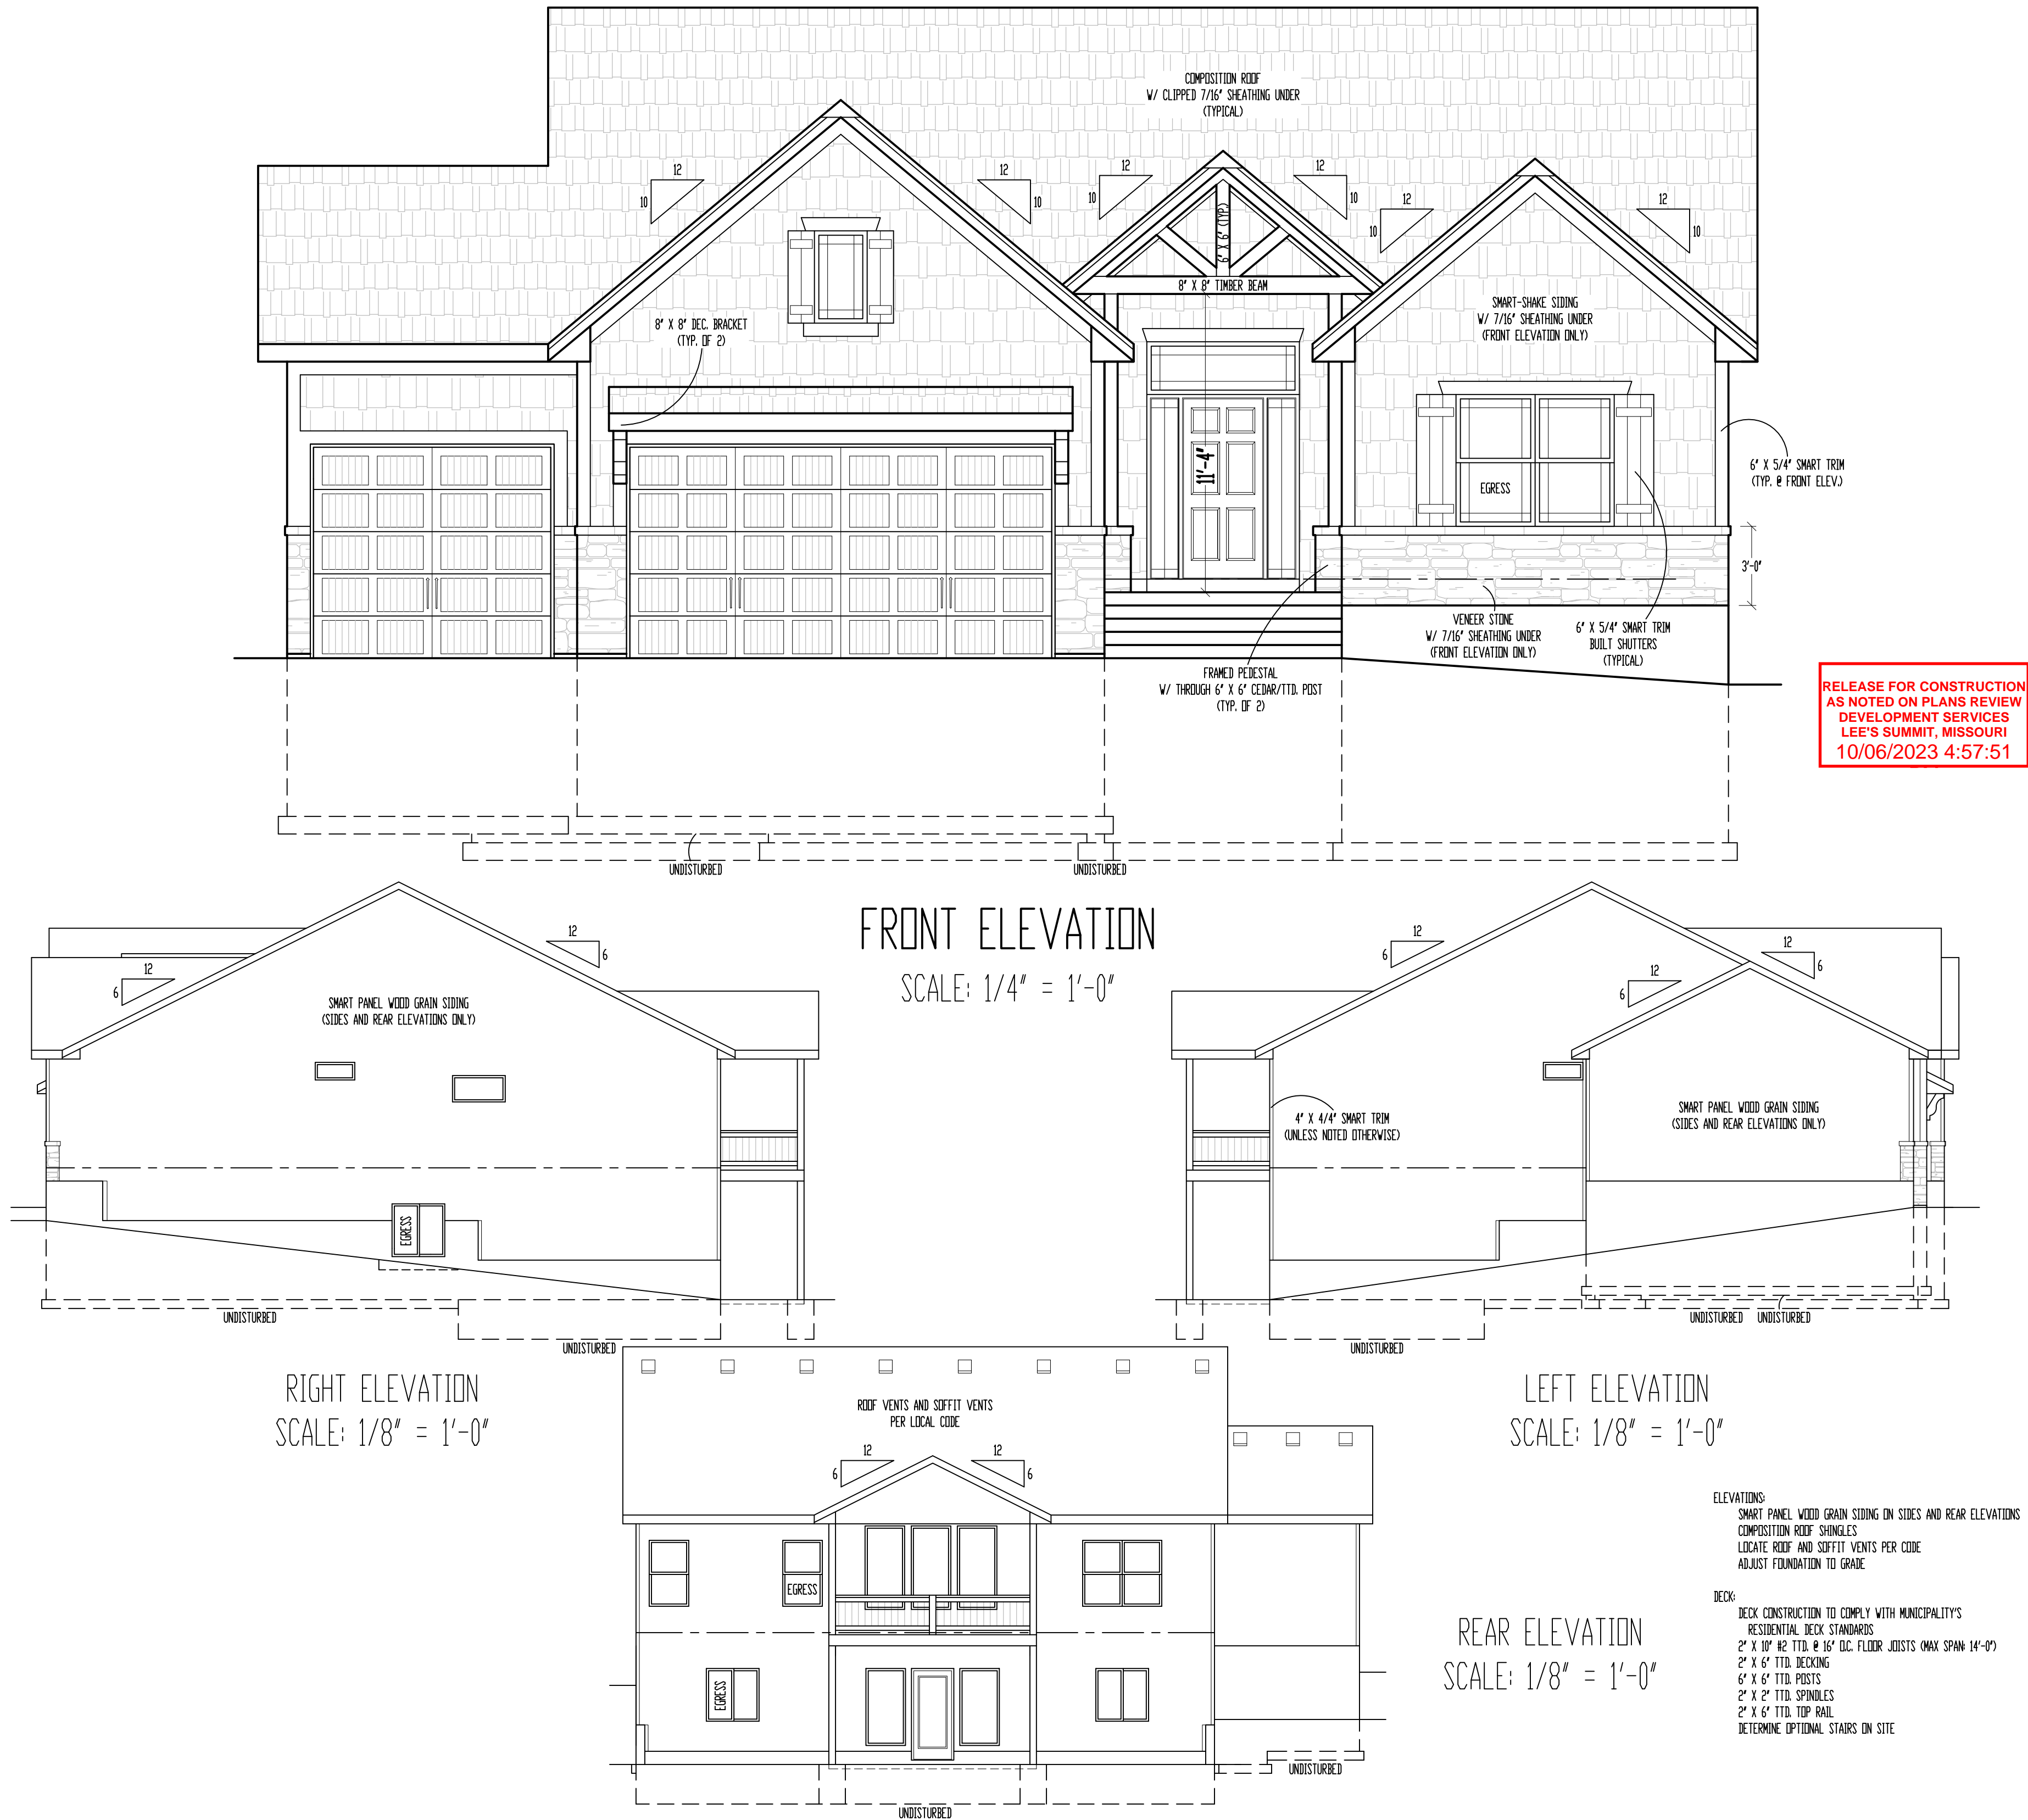 COMPOSITION ROOF
W/ CLIPPED 7/16" SHEATHING UNDER
(TYPICAL)
12
10
12
10
12
10
12
10
12
10
12
10
6" X 6" (TYP.)
8" X 8" TIMBER BEAM
8" X 8" DEC. BRACKET
(TYP. OF 2)
SMART-SHAKE SIDING
W/ 7/16" SHEATHING UNDER
(FRONT ELEVATION ONLY)
11'-4"
EGRESS
6" X 5/4" SMART TRIM
(TYP. @ FRONT ELEV.)
3'-0"
VENEER STONE
W/ 7/16" SHEATHING UNDER
(FRONT ELEVATION ONLY)
6" X 5/4" SMART TRIM
BUILT SHUTTERS
(TYPICAL)
FRAMED PEDESTAL
W/ THROUGH 6" X 6" CEDAR/TTD. POST
(TYP. OF 2)
RELEASE FOR CONSTRUCTION
AS NOTED ON PLANS REVIEW
DEVELOPMENT SERVICES
LEE'S SUMMIT, MISSOURI
10/06/2023 4:57:51
UNDISTURBED
UNDISTURBED
FRONT ELEVATION
SCALE: 1/4" = 1'-0"
12
6
12
6
SMART PANEL WOOD GRAIN SIDING
(SIDES AND REAR ELEVATIONS ONLY)
EGRESS
UNDISTURBED
UNDISTURBED
RIGHT ELEVATION
SCALE: 1/8" = 1'-0"
12
6
12
6
12
6
4" X 4/4" SMART TRIM
(UNLESS NOTED OTHERWISE)
SMART PANEL WOOD GRAIN SIDING
(SIDES AND REAR ELEVATIONS ONLY)
UNDISTURBED
UNDISTURBED
UNDISTURBED
LEFT ELEVATION
SCALE: 1/8" = 1'-0"
ROOF VENTS AND SOFFIT VENTS
PER LOCAL CODE
12
6
12
6
EGRESS
EGRESS
UNDISTURBED
UNDISTURBED
REAR ELEVATION
SCALE: 1/8" = 1'-0"
ELEVATIONS:
SMART PANEL WOOD GRAIN SIDING ON SIDES AND REAR ELEVATIONS
COMPOSITION ROOF SHINGLES
LOCATE ROOF AND SOFFIT VENTS PER CODE
ADJUST FOUNDATION TO GRADE
DECK:
DECK CONSTRUCTION TO COMPLY WITH MUNICIPALITY'S
RESIDENTIAL DECK STANDARDS
2" X 10" #2 TTD. @ 16" O.C. FLOOR JOISTS (MAX SPAN: 14'-0")
2" X 6" TTD. DECKING
6" X 6" TTD. POSTS
2" X 2" TTD. SPINDLES
2" X 6" TTD. TOP RAIL
DETERMINE OPTIONAL STAIRS ON SITE